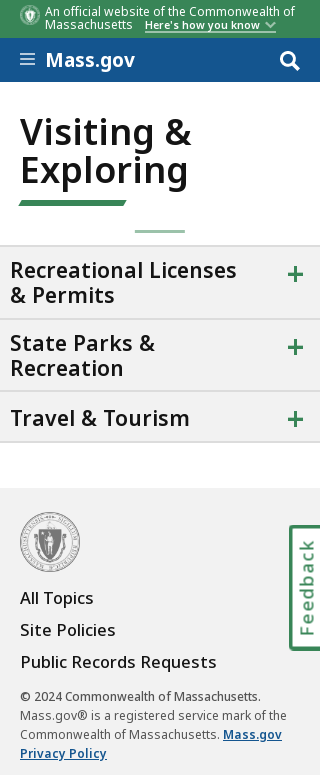 An official website of the Commonwealth of
Massachusetts Here's how you know
Mass.gov
Visiting &
Exploring
Recreational Licenses
& Permits
State Parks &
Recreation
Travel & Tourism
Feedback
All Topics
Site Policies
Public Records Requests
© 2024 Commonwealth of Massachusetts.
Mass.gov® is a registered service mark of the
Commonwealth of Massachusetts. Mass.gov
Privacy Policy